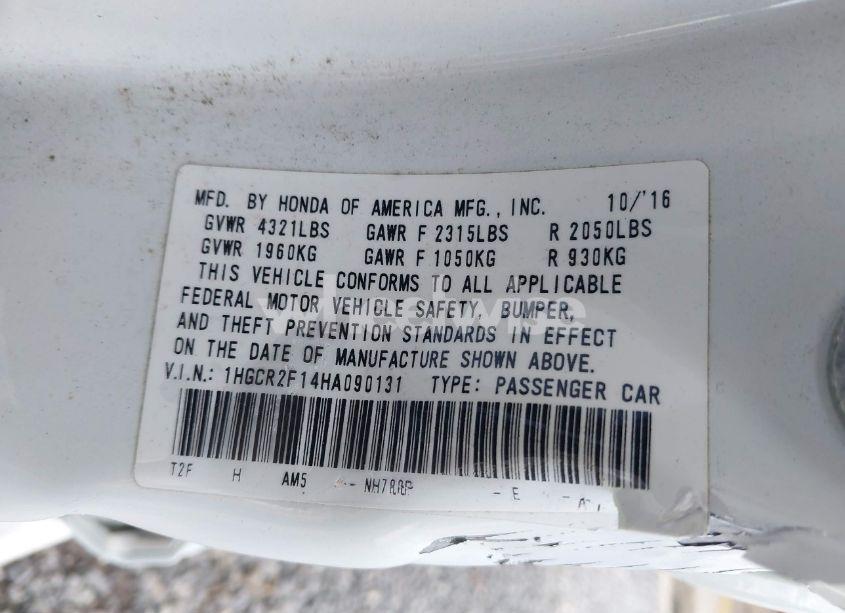 MFD. BY HONDA OF AMERICA MFG., INC. 10/'16
GVWR 4321LBS GAWR F 2315LBS R 2050LBS
GVWR 1960KG GAWR F 1050KG R 930KG
THIS VEHICLE CONFORMS TO ALL APPLICABLE
FEDERAL MOTOR VEHICLE SAFETY, BUMPER,
AND THEFT PREVENTION STANDARDS IN EFFECT
ON THE DATE OF MANUFACTURE SHOWN ABOVE.
V.I.N.: 1HGCR2F14HA090131 TYPE: PASSENGER CAR
T2F H AM5 - E - A